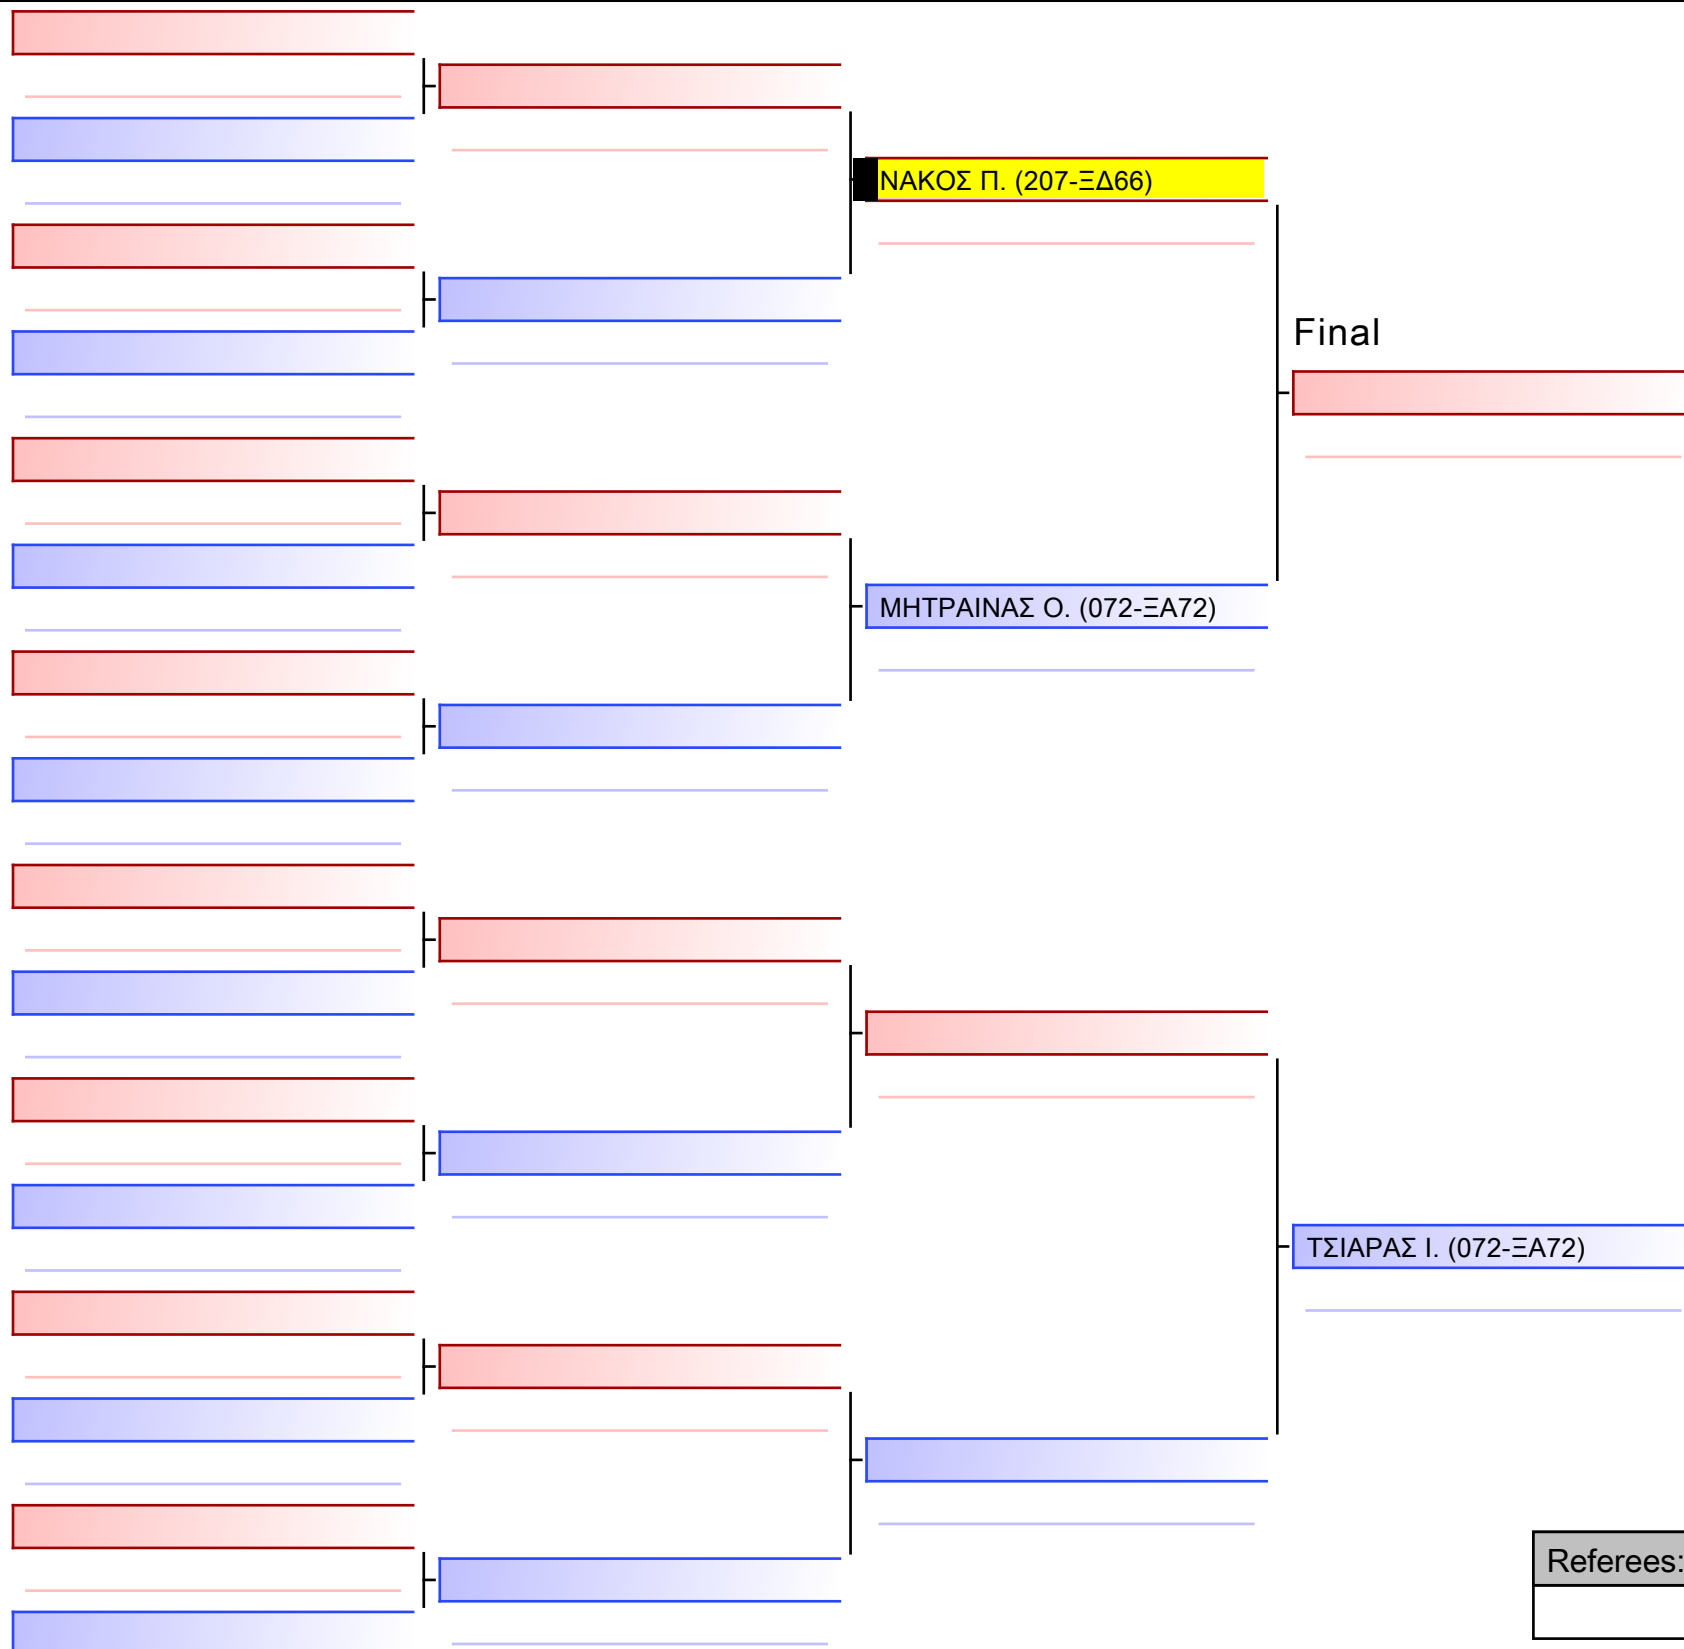 ΝΑΚΟΣ Π. (207-ΞΔ66)
Final
ΜΗΤΡΑΙΝΑΣ Ο. (072-ΞΑ72)
ΤΣΙΑΡΑΣ Ι. (072-ΞΑ72)
Referees: